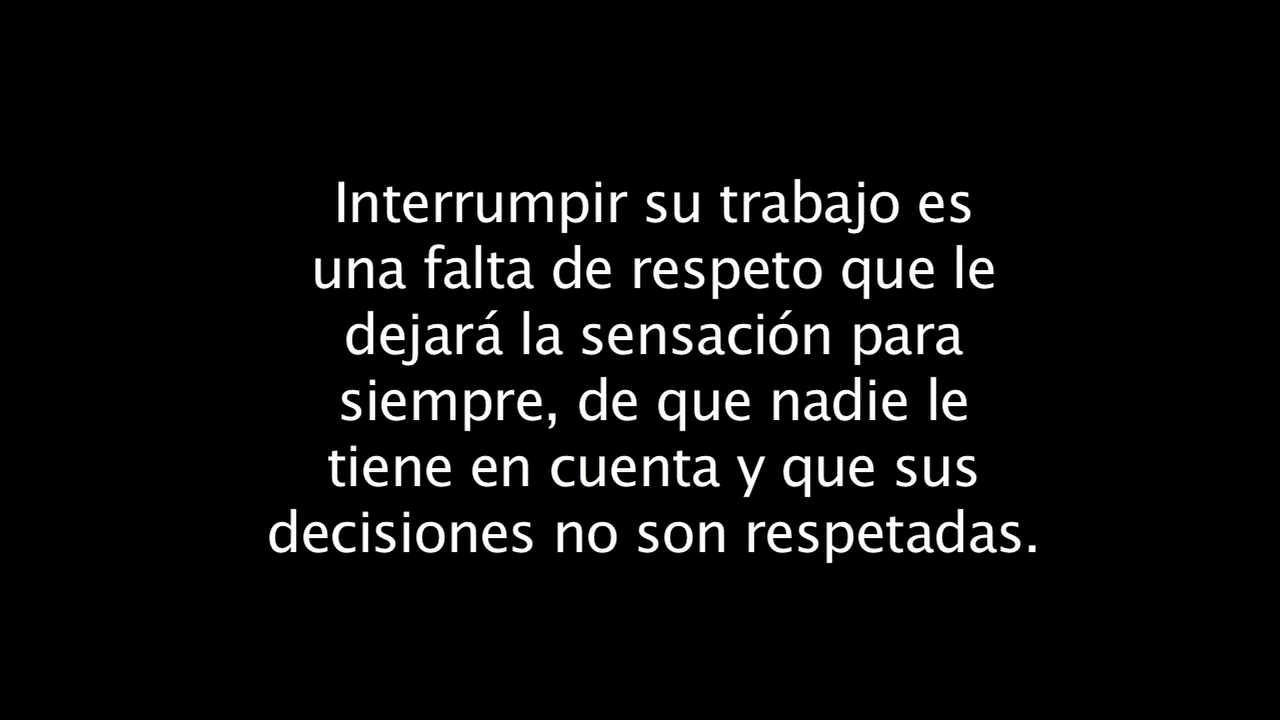 Interrumpir su trabajo es
una falta de respeto que le
dejará la sensación para
siempre, de que nadie le
tiene en cuenta y que sus
decisiones no son respetadas.